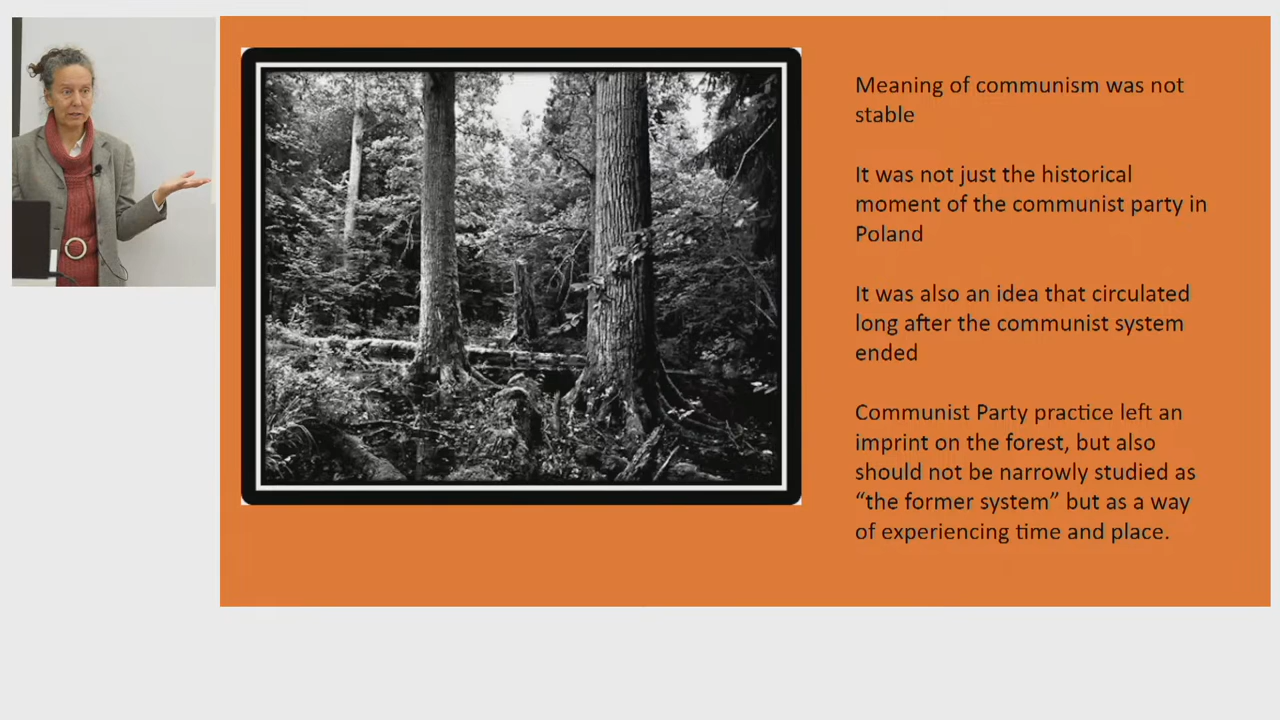 Meaning of communism was not
stable
It was not just the historical
moment of the communist party in
Poland
It was also an idea that circulated
long after the communist system
ended
Communist Party practice left an
imprint on the forest, but also
should not be narrowly studied as
“the former system” but as a way
of experiencing time and place.